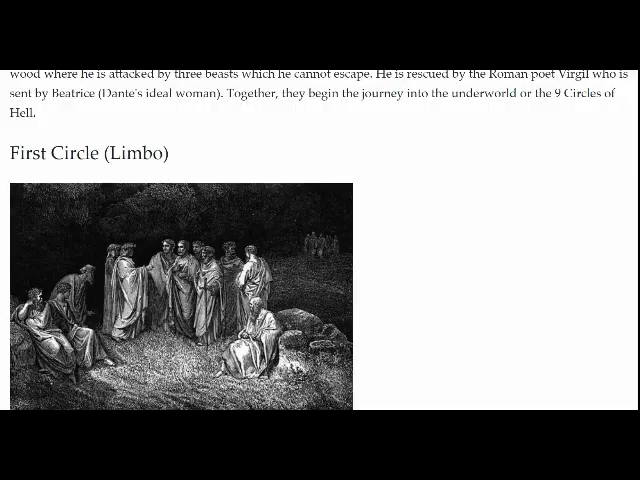 wood where he is attacked by three beasts which he cannot escape. He is rescued by the Roman poet Virgil who is
sent by Beatrice (Dante's ideal woman). Together, they begin the journey into the underworld or the 9 Circles of
Hell.
First Circle (Limbo)